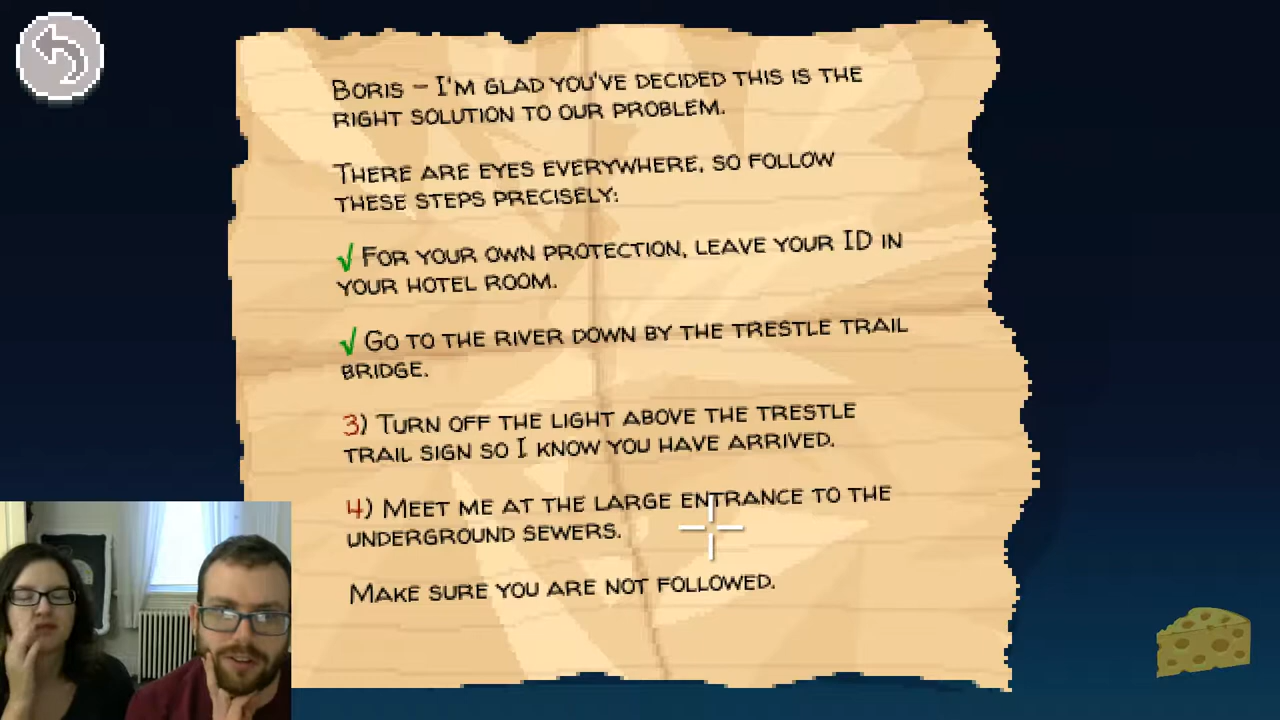 BORIS - I'M GLAD YOU'VE DECIDED THIS IS THE
RIGHT SOLUTION TO OUR PROBLEM.
THERE ARE EYES EVERYWHERE, SO FOLLOW
THESE STEPS PRECISELY:
√ FOR YOUR OWN PROTECTION, LEAVE YOUR ID IN
YOUR HOTEL ROOM.
√ GO TO THE RIVER DOWN BY THE TRESTLE TRAIL
BRIDGE.
3) TURN OFF THE LIGHT ABOVE THE TRESTLE
TRAIL SIGN SO I KNOW YOU HAVE ARRIVED.
4) MEET ME AT THE LARGE ENTRANCE TO THE
UNDERGROUND SEWERS.
MAKE SURE YOU ARE NOT FOLLOWED.